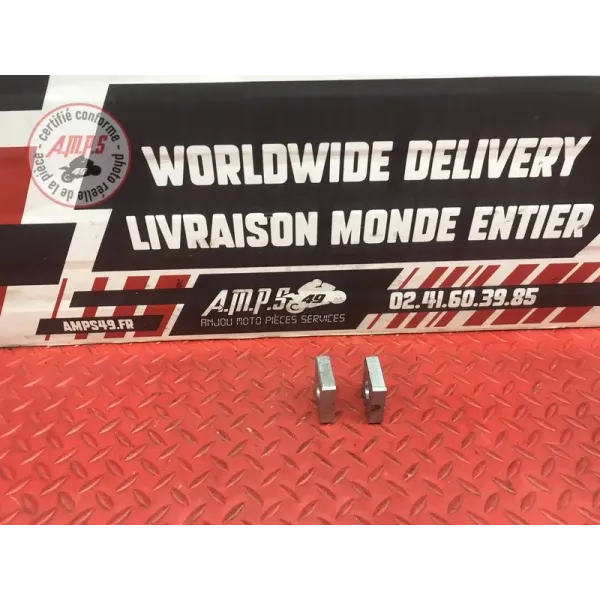 certifié conforme - photo réelle de la pièce -
A.M.P.S
49
WORLDWIDE DELIVERY
LIVRAISON MONDE ENTIER
A.M.P.S 49
ANJOU MOTO PIÈCES SERVICES
02.41.60.39.85
AMPS49.FR